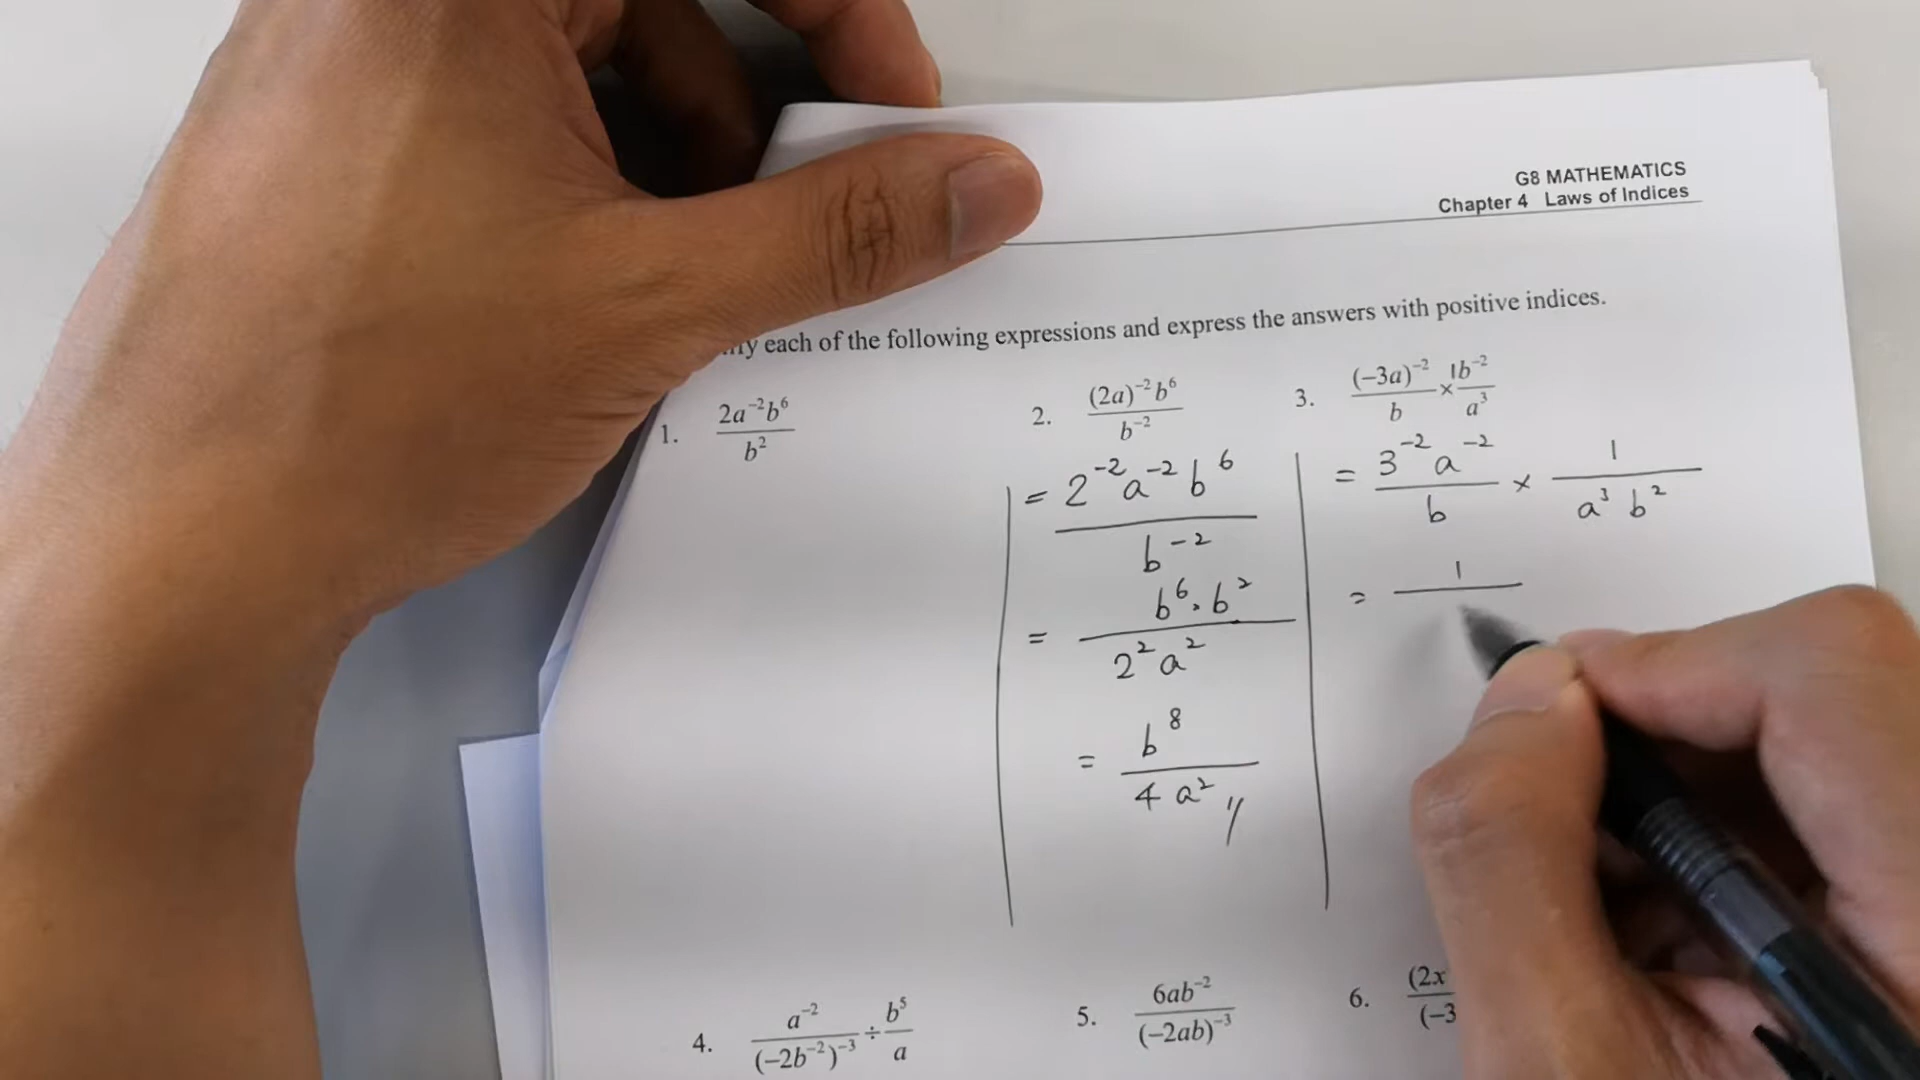 G8 MATHEMATICS
Chapter 4 Laws of Indices
each of the following expressions and express the answers with positive indices.
1. 2a⁻²b⁶ / b²
2. (2a)⁻²b⁶ / b⁻²
= 2⁻²a⁻²b⁶ / b⁻²
= b⁶·b² / 2²a²
= b⁸ / 4a² //
3. (−3a)⁻² / b × 1b⁻² / a³
= 3⁻²a⁻² / b × 1 / a³b²
= 1 /
4. a⁻² / (−2b⁻²)⁻³ ÷ b⁵ / a
5. 6ab⁻² / (−2ab)⁻³
6. (2x / (−3